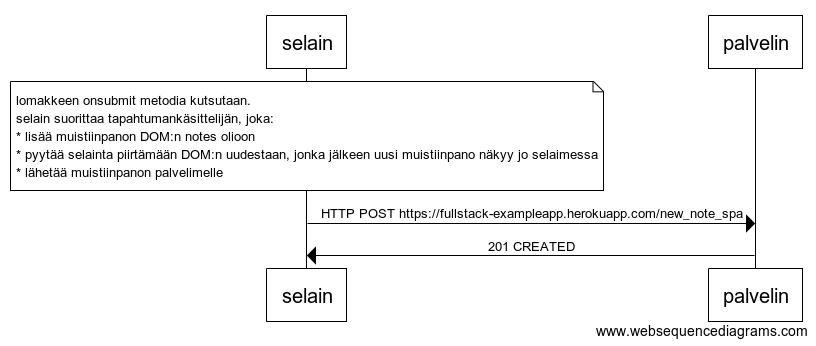 selain
palvelin
lomakkeen onsubmit metodia kutsutaan.
selain suorittaa tapahtumankäsittelijän, joka:
* lisää muistiinpanon DOM:n notes olioon
* pyytää selainta piirtämään DOM:n uudestaan, jonka jälkeen uusi muistiinpano näkyy jo selaimessa
* lähetää muistiinpanon palvelimelle
HTTP POST https://fullstack-exampleapp.herokuapp.com/new_note_spa
201 CREATED
selain
palvelin
www.websequencediagrams.com